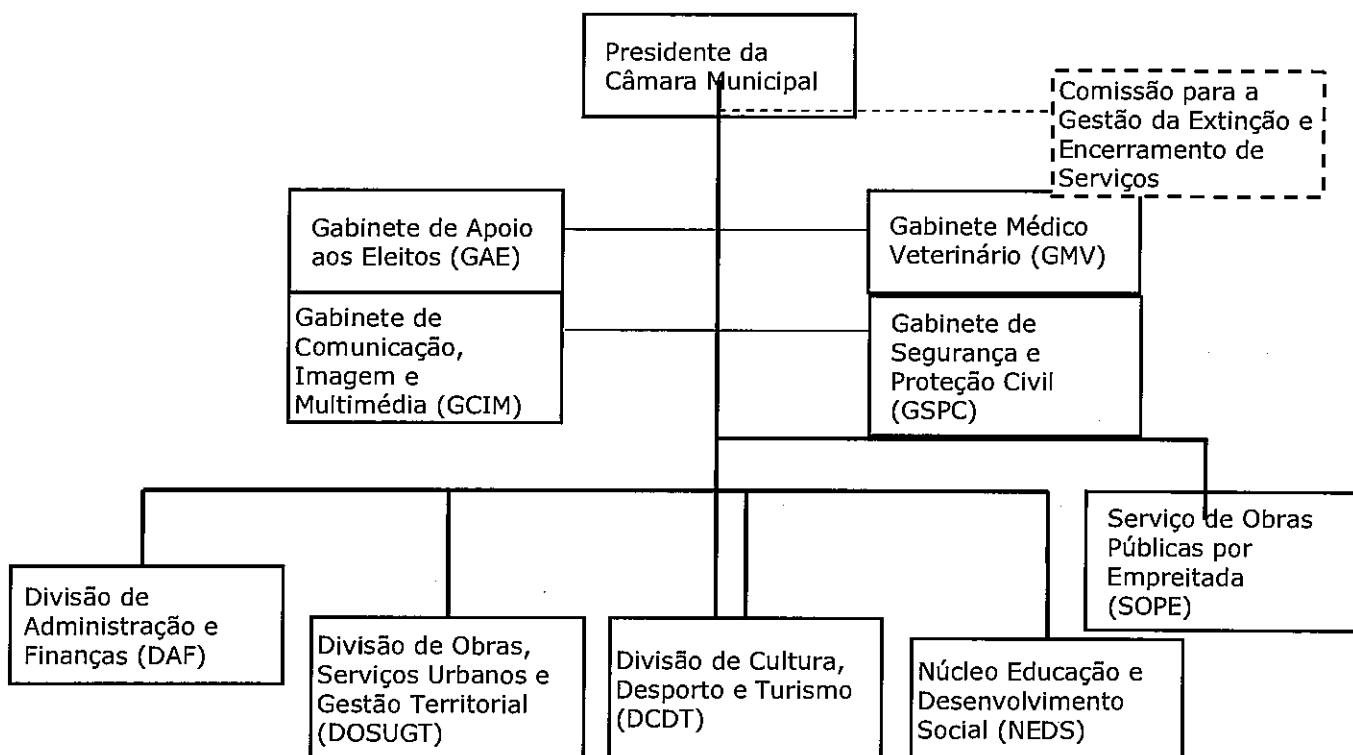 Presidente da
Câmara Municipal
Comissão para a
Gestão da Extinção e
Encerramento de
Serviços
Gabinete de Apoio
aos Eleitos (GAE)
Gabinete Médico
Veterinário (GMV)
Gabinete de
Comunicação,
Imagem e
Multimédia (GCIM)
Gabinete de
Segurança e
Proteção Civil
(GSPC)
Serviço de Obras
Públicas por
Empreitada
(SOPE)
Divisão de
Administração e
Finanças (DAF)
Divisão de Obras,
Serviços Urbanos e
Gestão Territorial
(DOSUGT)
Divisão de Cultura,
Desporto e Turismo
(DCDT)
Núcleo Educação e
Desenvolvimento
Social (NEDS)